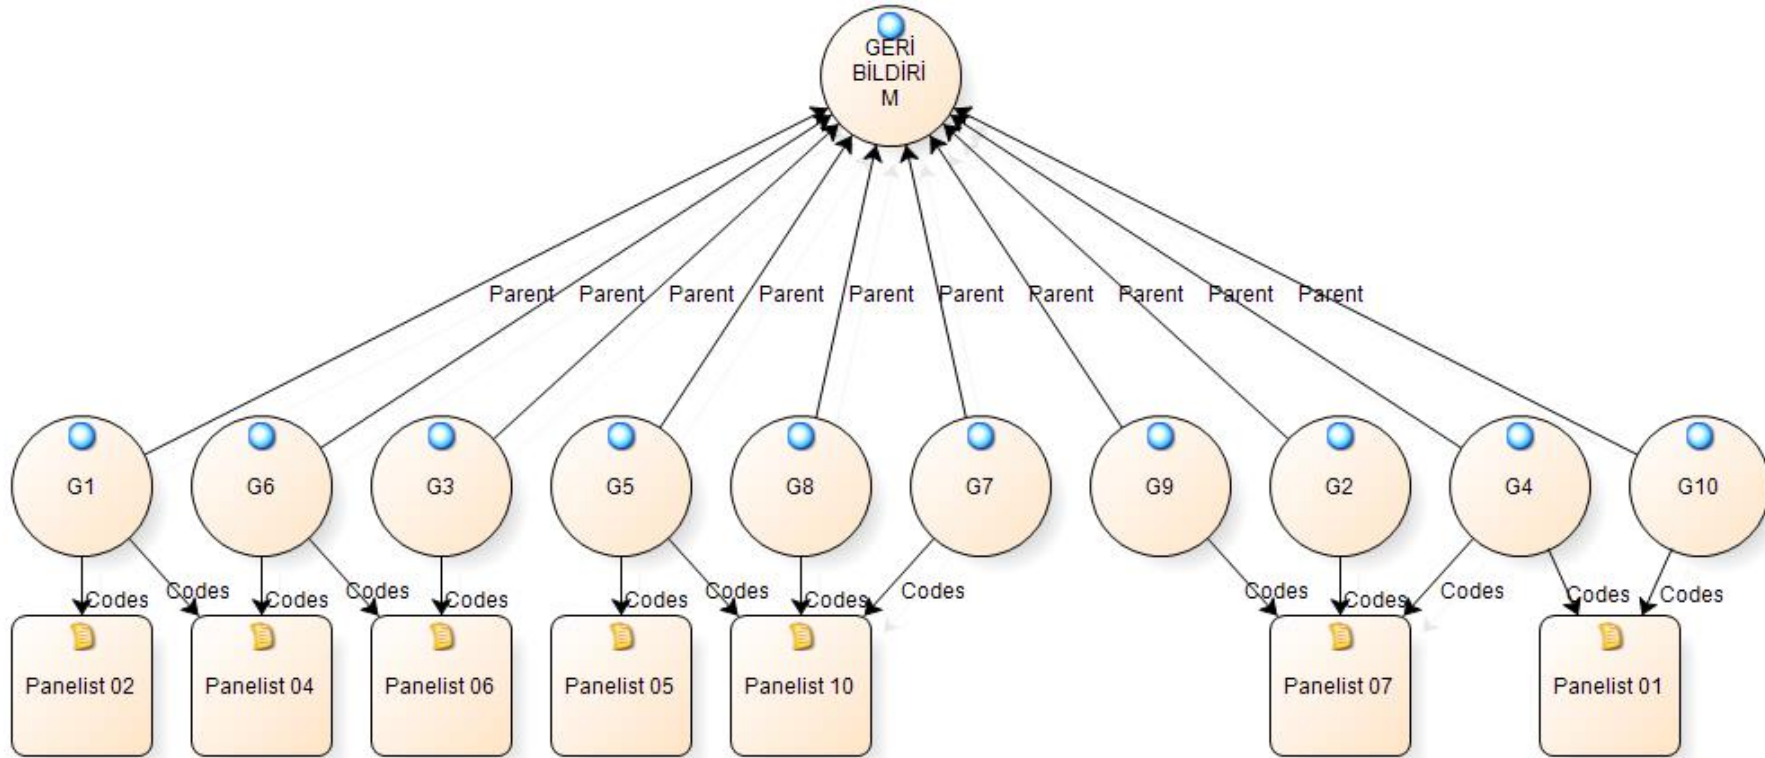 GERİ
BİLDİRİ
M
Parent Parent Parent Parent Parent Parent Parent Parent Parent Parent
G1 G6 G3 G5 G8 G7 G9 G2 G4 G10
Codes Codes Codes Codes Codes Codes Codes Codes Codes Codes Codes Codes Codes Codes
Panelist 02 Panelist 04 Panelist 06 Panelist 05 Panelist 10 Panelist 07 Panelist 01